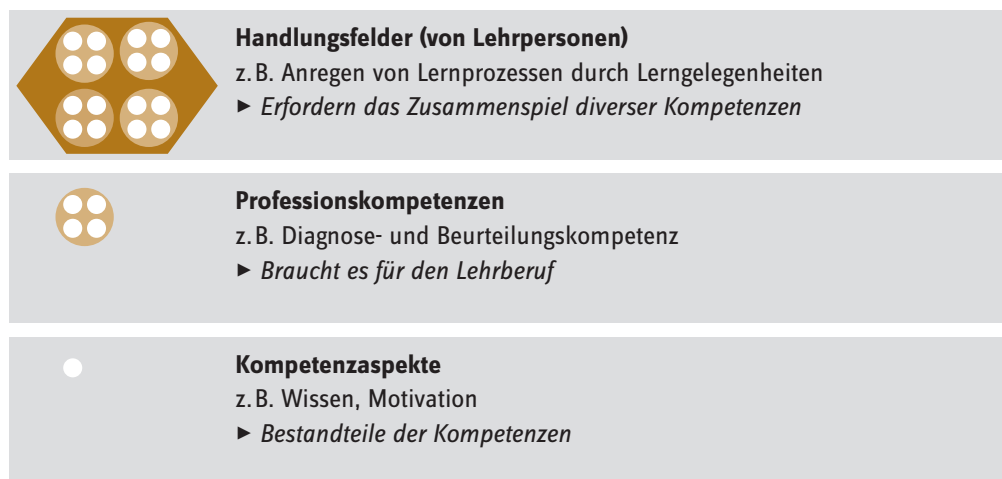 Handlungsfelder (von Lehrpersonen)
z. B. Anregen von Lernprozessen durch Lerngelegenheiten
► Erfordern das Zusammenspiel diverser Kompetenzen
Professionskompetenzen
z. B. Diagnose- und Beurteilungskompetenz
► Braucht es für den Lehrberuf
Kompetenzaspekte
z. B. Wissen, Motivation
► Bestandteile der Kompetenzen